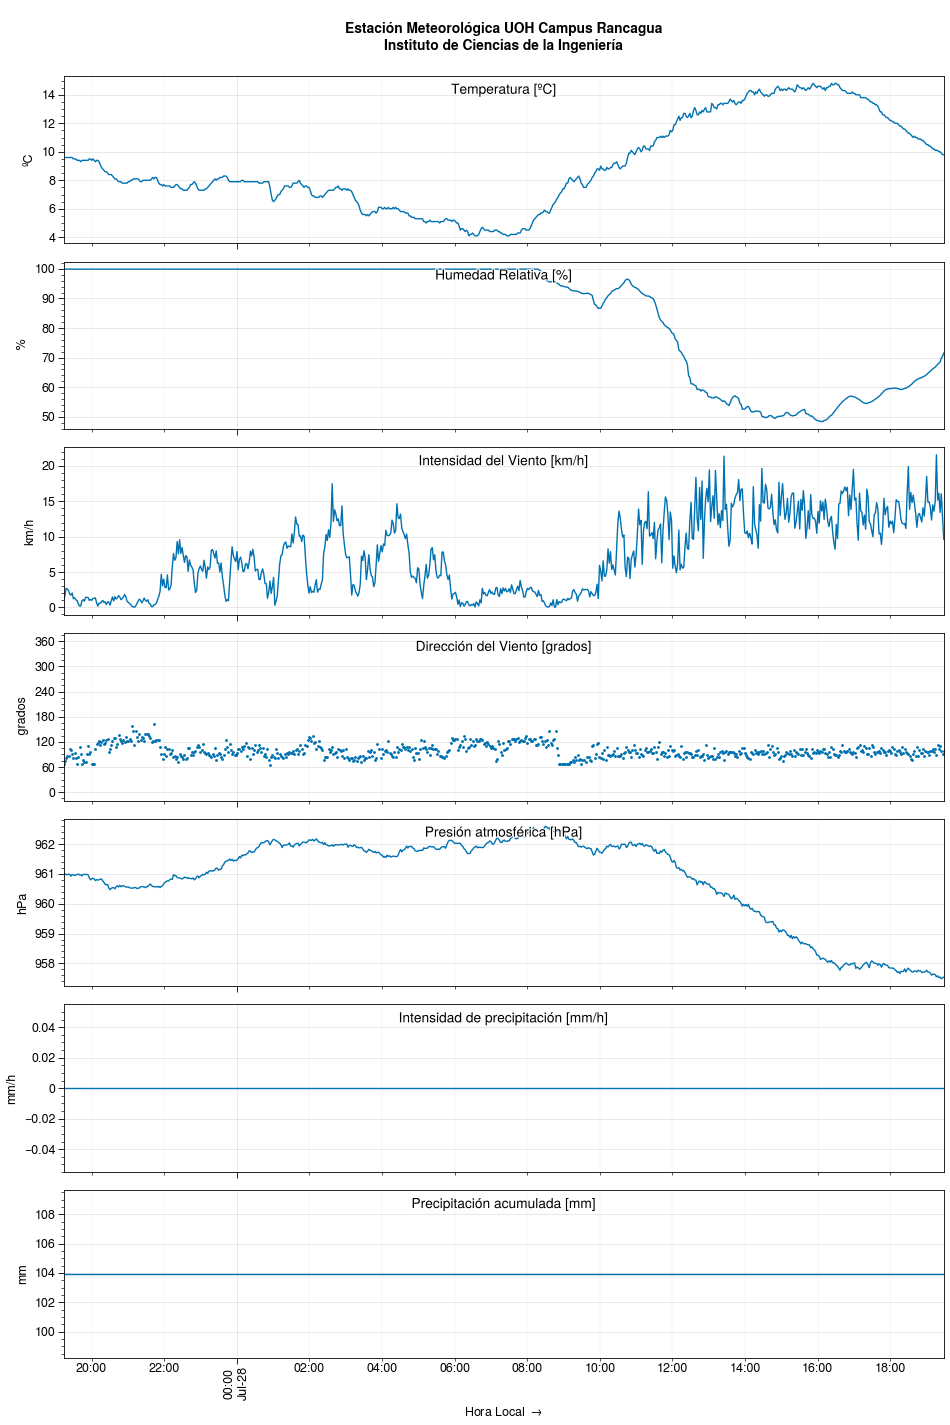 Estación Meteorológica UOH Campus Rancagua
Instituto de Ciencias de la Ingeniería
Temperatura [ºC]
ºC
14
12
10
8
6
4
Humedad Relativa [%]
%
100
90
80
70
60
50
Intensidad del Viento [km/h]
km/h
20
15
10
5
0
Dirección del Viento [grados]
grados
360
300
240
180
120
60
0
Presión atmosférica [hPa]
hPa
962
961
960
959
958
Intensidad de precipitación [mm/h]
mm/h
0.04
0.02
0
−0.02
−0.04
Precipitación acumulada [mm]
mm
108
106
104
102
100
20:00 22:00 00:00 02:00 04:00 06:00 08:00 10:00 12:00 14:00 16:00 18:00
Jul-28
Hora Local →